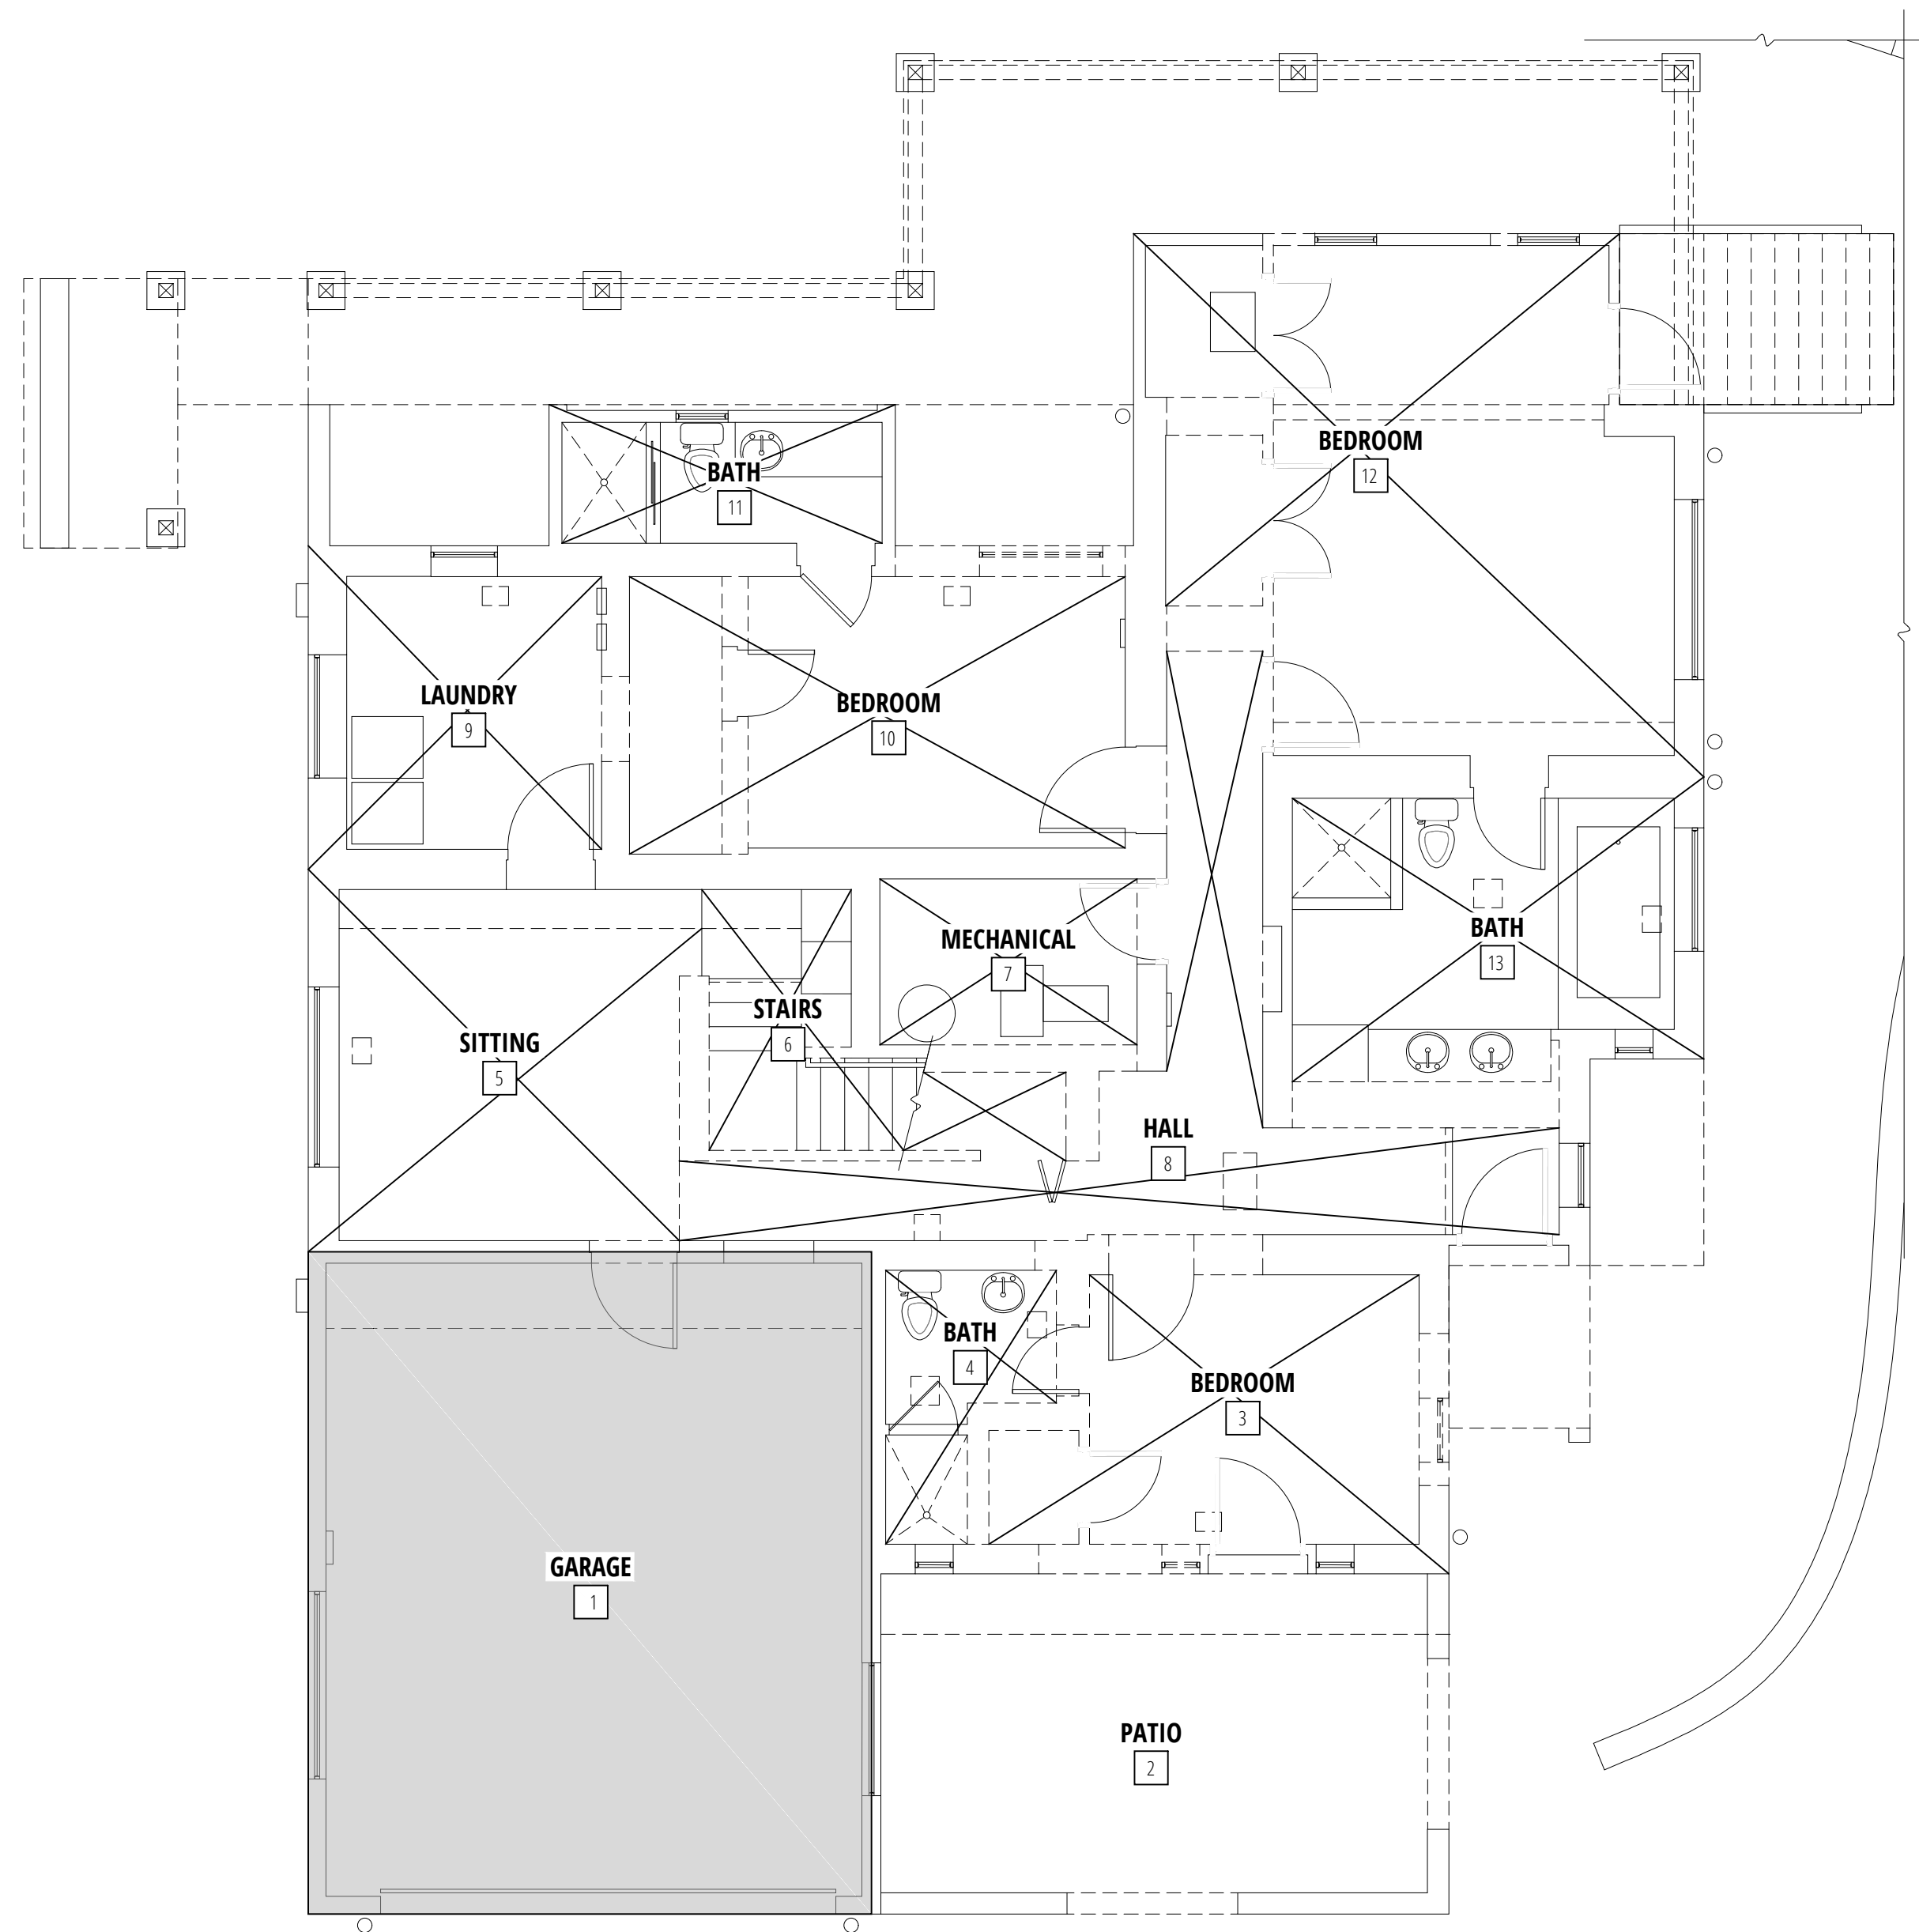 BEDROOM
12
BATH
11
LAUNDRY
9
BEDROOM
10
BATH
13
MECHANICAL
7
STAIRS
6
SITTING
5
HALL
8
BATH
4
BEDROOM
3
GARAGE
1
PATIO
2